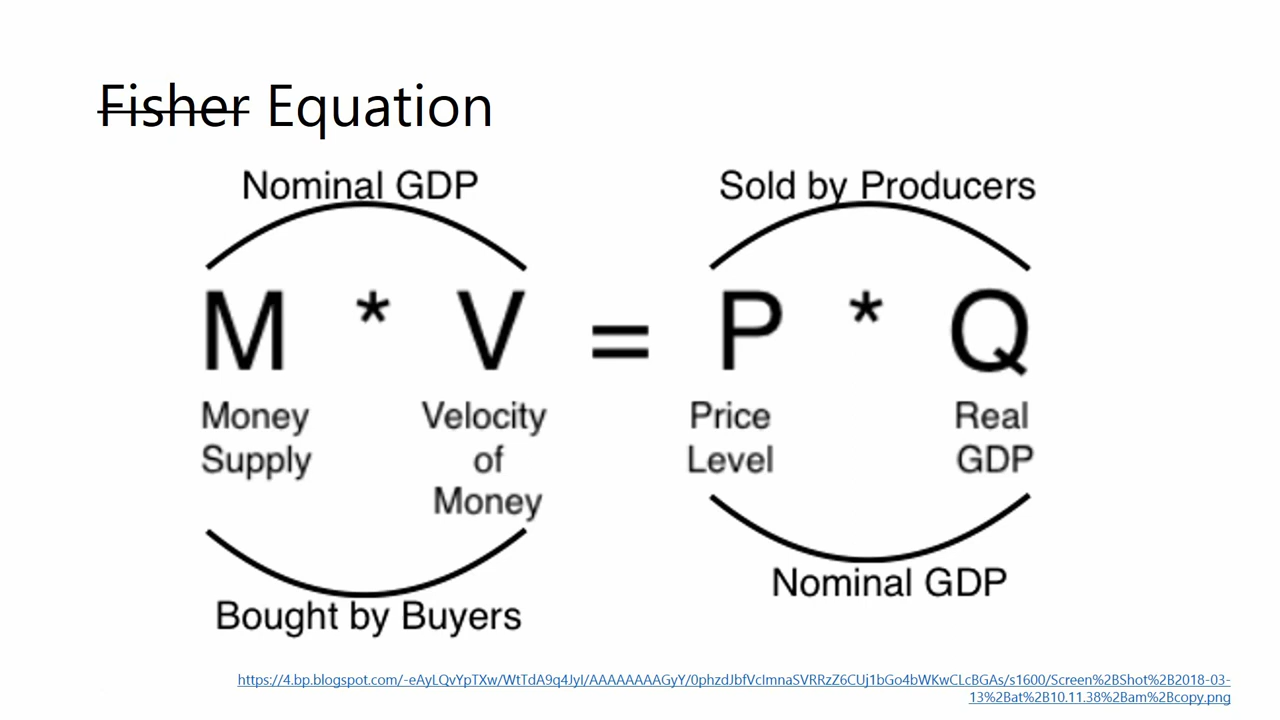 Fisher Equation
Nominal GDP
Sold by Producers
M * V = P * Q
Money Supply
Velocity of Money
Price Level
Real GDP
Bought by Buyers
Nominal GDP
https://4.bp.blogspot.com/-eAyLQvYpTXw/WtTdA9q4JyI/AAAAAAAAGyY/0phzdJbfVcImnaSVRRzZ6CUj1bGo4bWKwCLcBGAs/s1600/Screen%2BShot%2B2018-03-
13%2Bat%2B10.11.38%2Bam%2Bcopy.png